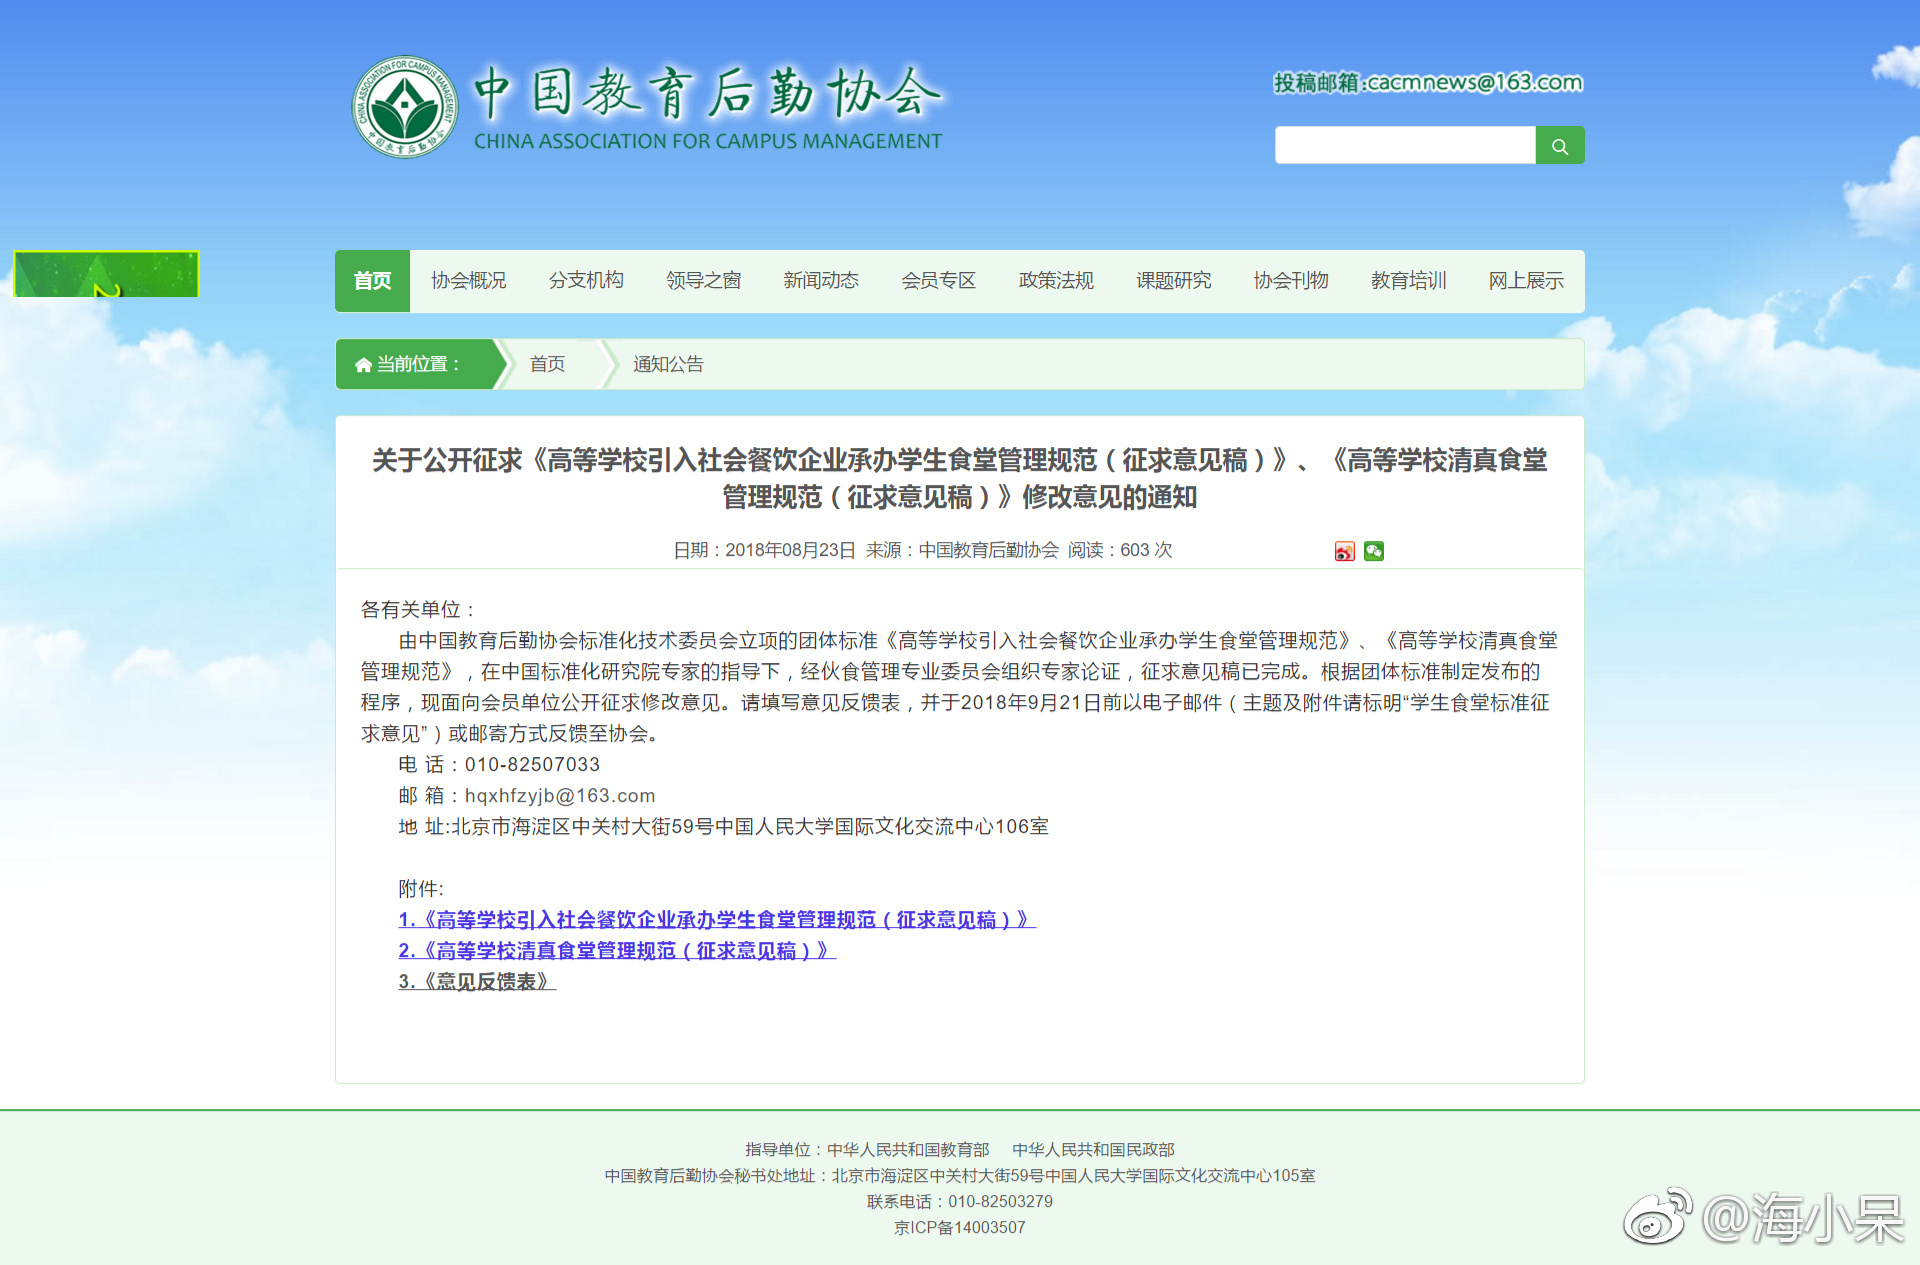 ASSOCIATION FOR CAMPUS MANAGEMENT
中国教育后勤协会
中国教育后勤协会
CHINA ASSOCIATION FOR CAMPUS MANAGEMENT
投稿邮箱:cacmnews@163.com
首页 协会概况 分支机构 领导之窗 新闻动态 会员专区 政策法规 课题研究 协会刊物 教育培训 网上展示
当前位置： 首页 通知公告
关于公开征求《高等学校引入社会餐饮企业承办学生食堂管理规范（征求意见稿）》、《高等学校清真食堂
管理规范（征求意见稿）》修改意见的通知
日期：2018年08月23日 来源：中国教育后勤协会 阅读：603 次
各有关单位：
由中国教育后勤协会标准化技术委员会立项的团体标准《高等学校引入社会餐饮企业承办学生食堂管理规范》、《高等学校清真食堂
管理规范》，在中国标准化研究院专家的指导下，经伙食管理专业委员会组织专家论证，征求意见稿已完成。根据团体标准制定发布的
程序，现面向会员单位公开征求修改意见。请填写意见反馈表，并于2018年9月21日前以电子邮件（主题及附件请标明“学生食堂标准征
求意见”）或邮寄方式反馈至协会。
电 话：010-82507033
邮 箱：hqxhfzyjb@163.com
地 址:北京市海淀区中关村大街59号中国人民大学国际文化交流中心106室
附件:
1.《高等学校引入社会餐饮企业承办学生食堂管理规范（征求意见稿）》
2.《高等学校清真食堂管理规范（征求意见稿）》
3.《意见反馈表》
指导单位：中华人民共和国教育部 中华人民共和国民政部
中国教育后勤协会秘书处地址：北京市海淀区中关村大街59号中国人民大学国际文化交流中心105室
联系电话：010-82503279
京ICP备14003507
@海小呆